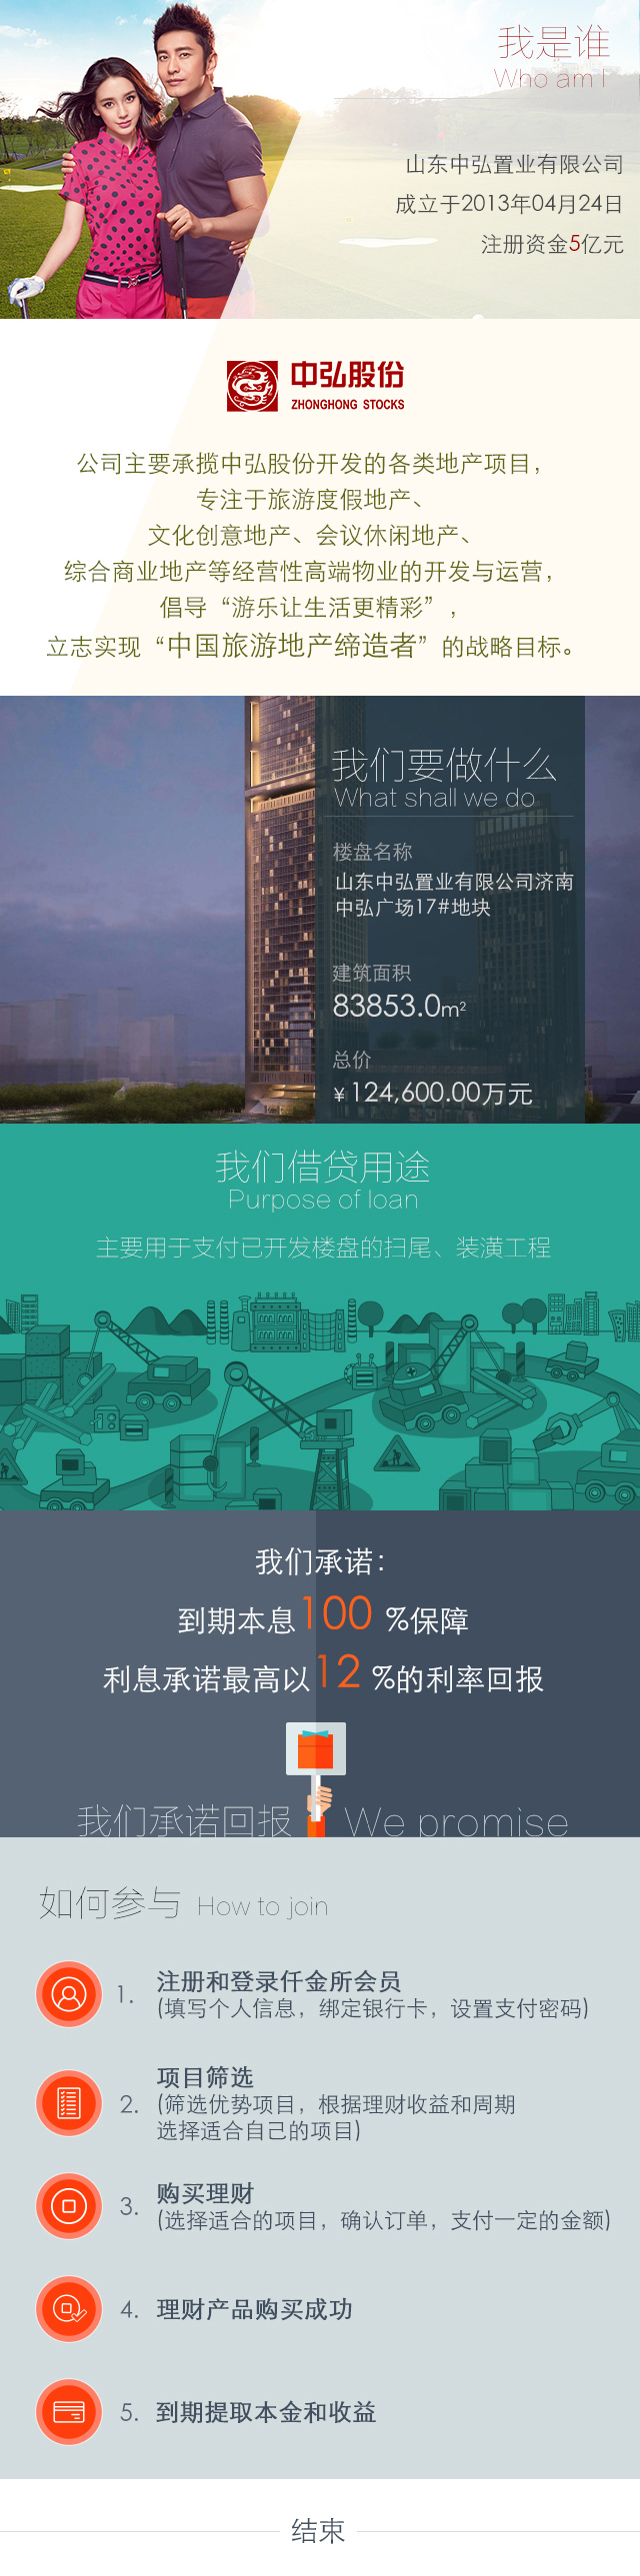 我是谁
Who am I
山东中弘置业有限公司
成立于2013年04月24日
注册资金5亿元
中弘股份
ZHONGHONG STOCKS
公司主要承揽中弘股份开发的各类地产项目，
专注于旅游度假地产、
文化创意地产、会议休闲地产、
综合商业地产等经营性高端物业的开发与运营，
倡导“游乐让生活更精彩”，
立志实现“中国旅游地产缔造者”的战略目标。
我们要做什么
What shall we do
楼盘名称
山东中弘置业有限公司济南
中弘广场17#地块
建筑面积
83853.0m²
总价
¥124,600.00万元
我们借贷用途
Purpose of loan
主要用于支付已开发楼盘的扫尾、装潢工程
我们承诺：
到期本息100 %保障
利息承诺最高以12 %的利率回报
我们承诺回报 We promise
如何参与 How to join
1. 注册和登录仟金所会员
(填写个人信息，绑定银行卡，设置支付密码)
项目筛选
2. (筛选优势项目，根据理财收益和周期
选择适合自己的项目)
3. 购买理财
(选择适合的项目，确认订单，支付一定的金额)
4. 理财产品购买成功
5. 到期提取本金和收益
结束